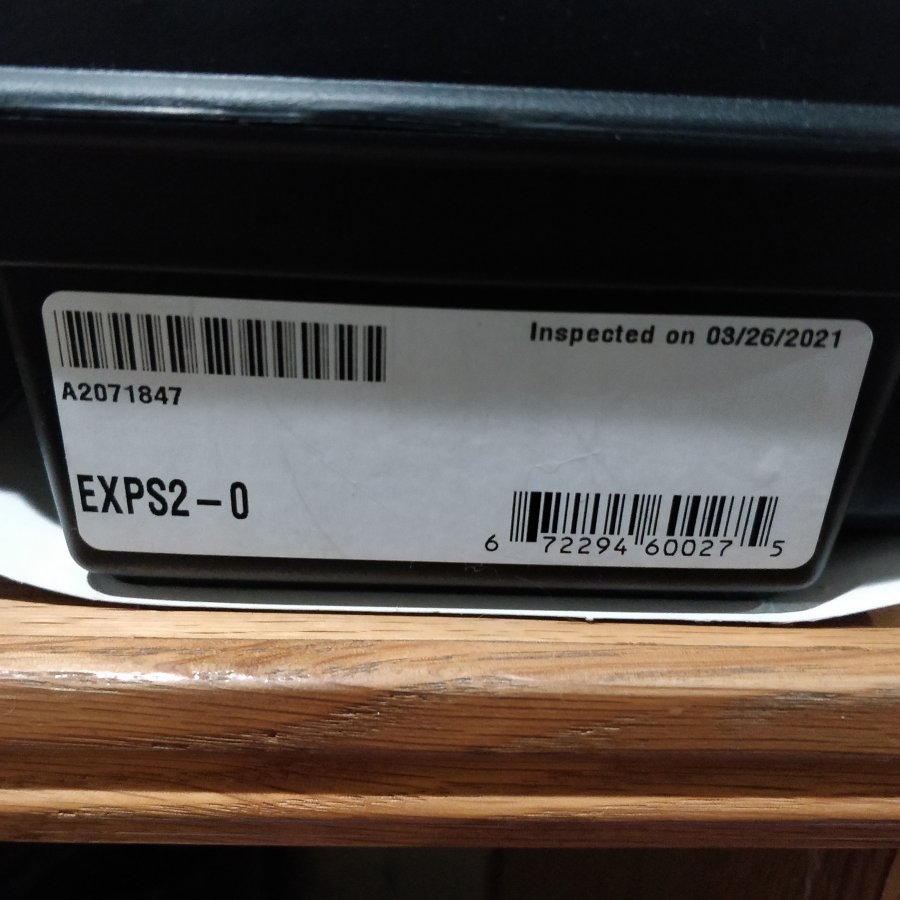 Inspected on 03/26/2021
A2071847
EXPS2-0
6 72294 60027 5